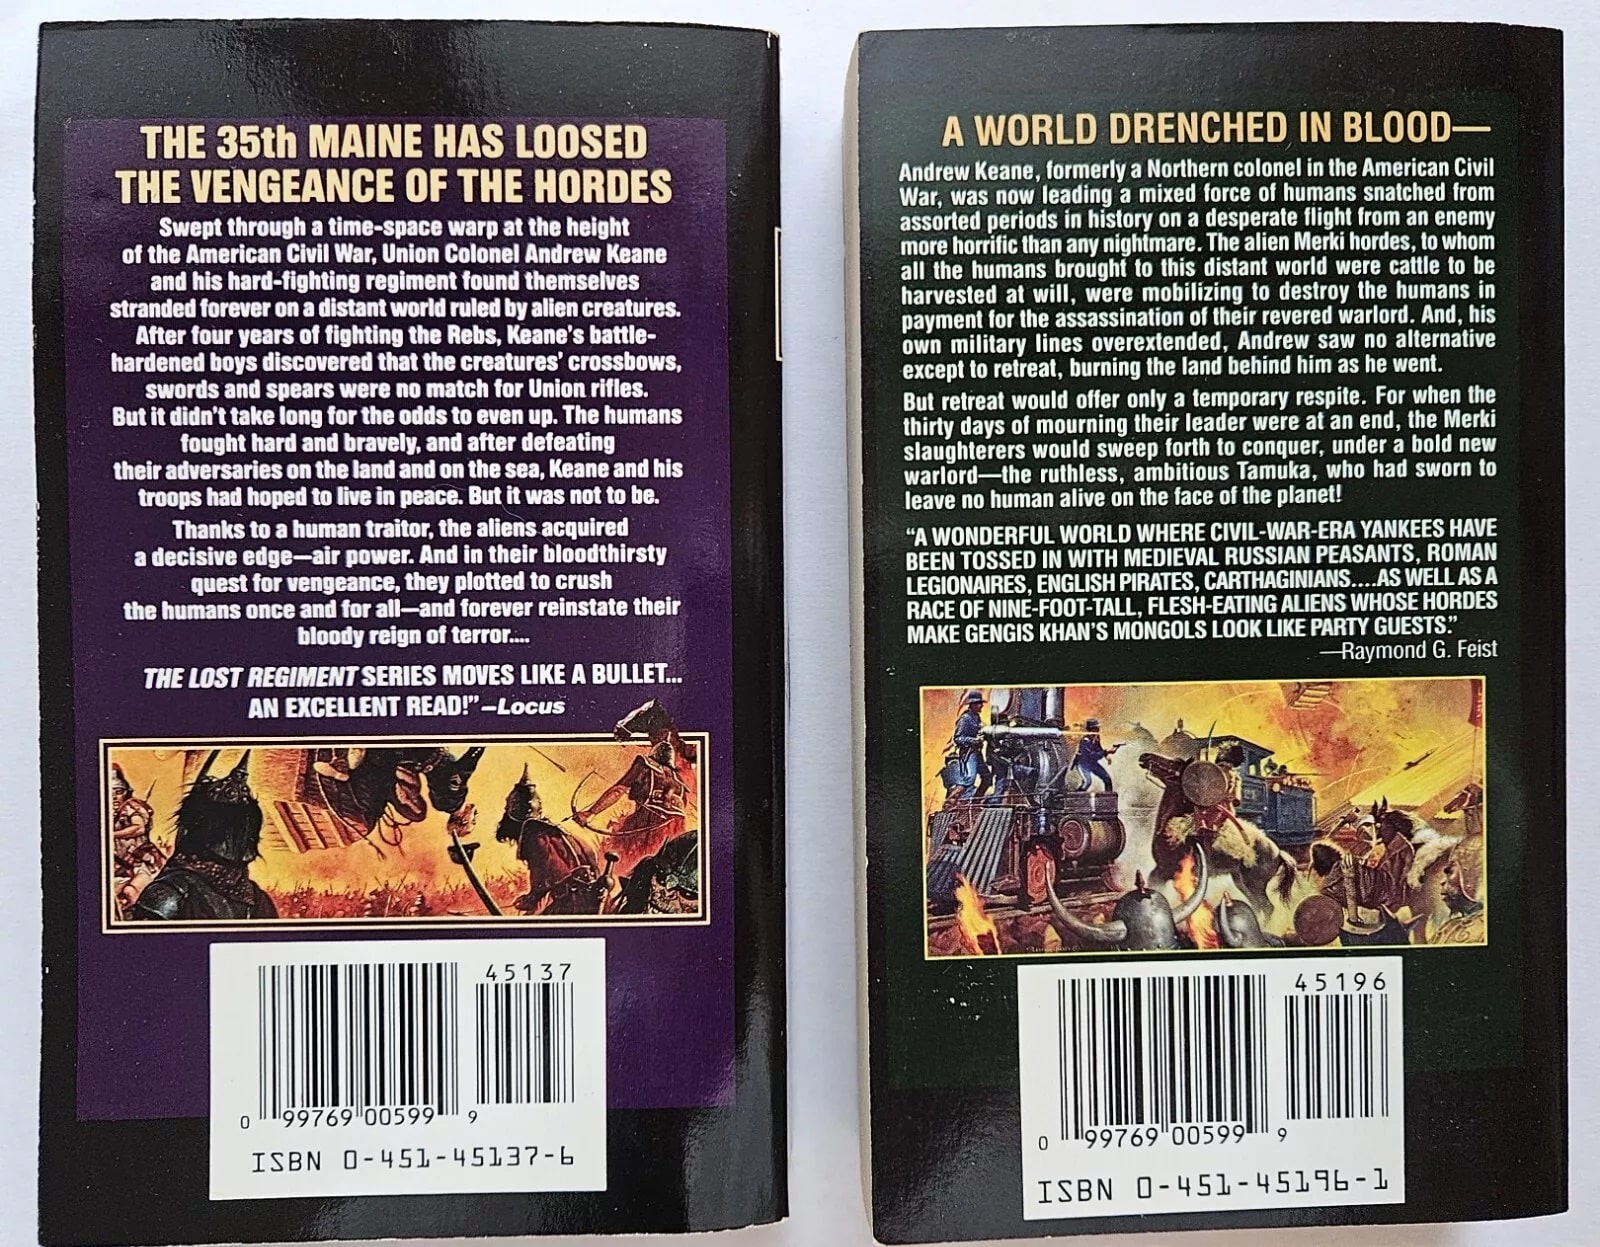 THE 35th MAINE HAS LOOSED
THE VENGEANCE OF THE HORDES
Swept through a time-space warp at the height
of the American Civil War, Union Colonel Andrew Keane
and his hard-fighting regiment found themselves
stranded forever on a distant world ruled by alien creatures.
After four years of fighting the Rebs, Keane's battle-
hardened boys discovered that the creatures' crossbows,
swords and spears were no match for Union rifles.
But it didn't take long for the odds to even up. The humans
fought hard and bravely, and after defeating
their adversaries on the land and on the sea, Keane and his
troops had hoped to live in peace. But it was not to be.
Thanks to a human traitor, the aliens acquired
a decisive edge—air power. And in their bloodthirsty
quest for vengeance, they plotted to crush
the humans once and for all—and forever reinstate their
bloody reign of terror....
THE LOST REGIMENT SERIES MOVES LIKE A BULLET...
AN EXCELLENT READ!" –Locus
45137
0 99769 00599 9
ISBN 0-451-45137-6
A WORLD DRENCHED IN BLOOD—
Andrew Keane, formerly a Northern colonel in the American Civil
War, was now leading a mixed force of humans snatched from
assorted periods in history on a desperate flight from an enemy
more horrific than any nightmare. The alien Merki hordes, to whom
all the humans brought to this distant world were cattle to be
harvested at will, were mobilizing to destroy the humans in
payment for the assassination of their revered warlord. And, his
own military lines overextended, Andrew saw no alternative
except to retreat, burning the land behind him as he went.
But retreat would offer only a temporary respite. For when the
thirty days of mourning their leader were at an end, the Merki
slaughterers would sweep forth to conquer, under a bold new
warlord—the ruthless, ambitious Tamuka, who had sworn to
leave no human alive on the face of the planet!
"A WONDERFUL WORLD WHERE CIVIL-WAR-ERA YANKEES HAVE
BEEN TOSSED IN WITH MEDIEVAL RUSSIAN PEASANTS, ROMAN
LEGIONAIRES, ENGLISH PIRATES, CARTHAGINIANS....AS WELL AS A
RACE OF NINE-FOOT-TALL, FLESH-EATING ALIENS WHOSE HORDES
MAKE GENGIS KHAN'S MONGOLS LOOK LIKE PARTY GUESTS."
—Raymond G. Feist
45196
0 99769 00599 9
ISBN 0-451-45196-1